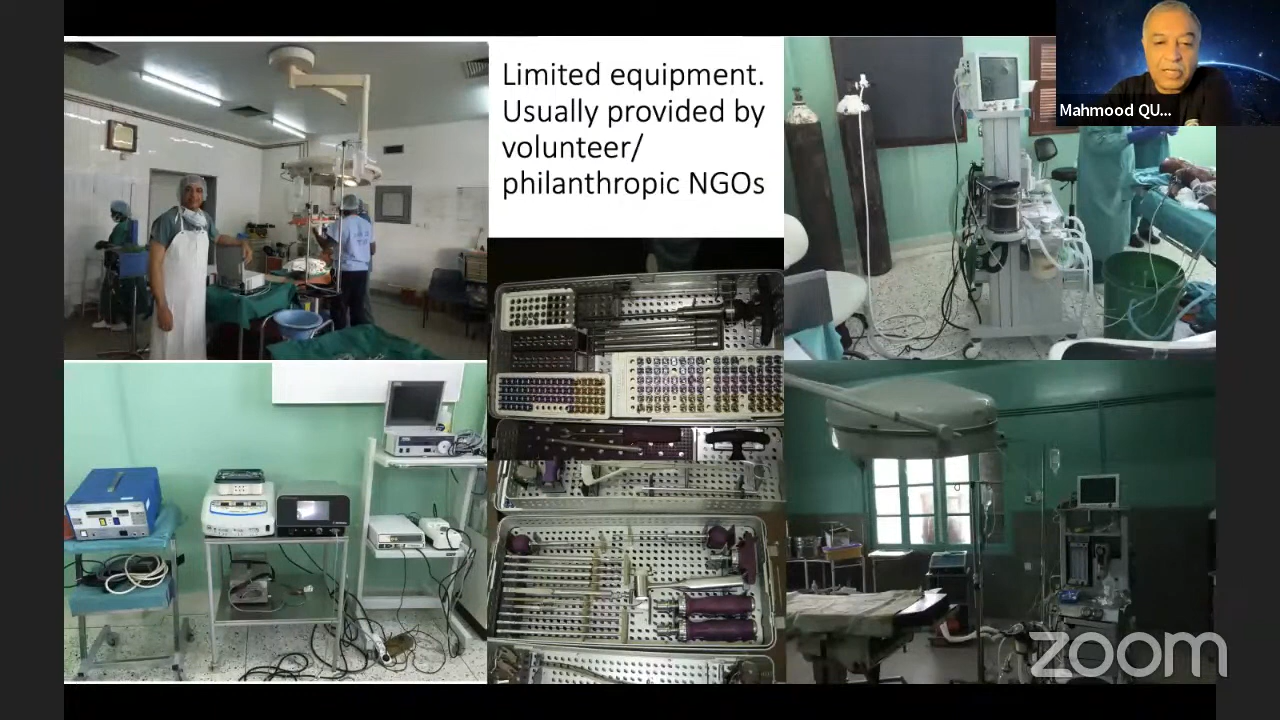 Limited equipment.
Usually provided by
volunteer/
philanthropic NGOs
Mahmood QU...
zoom